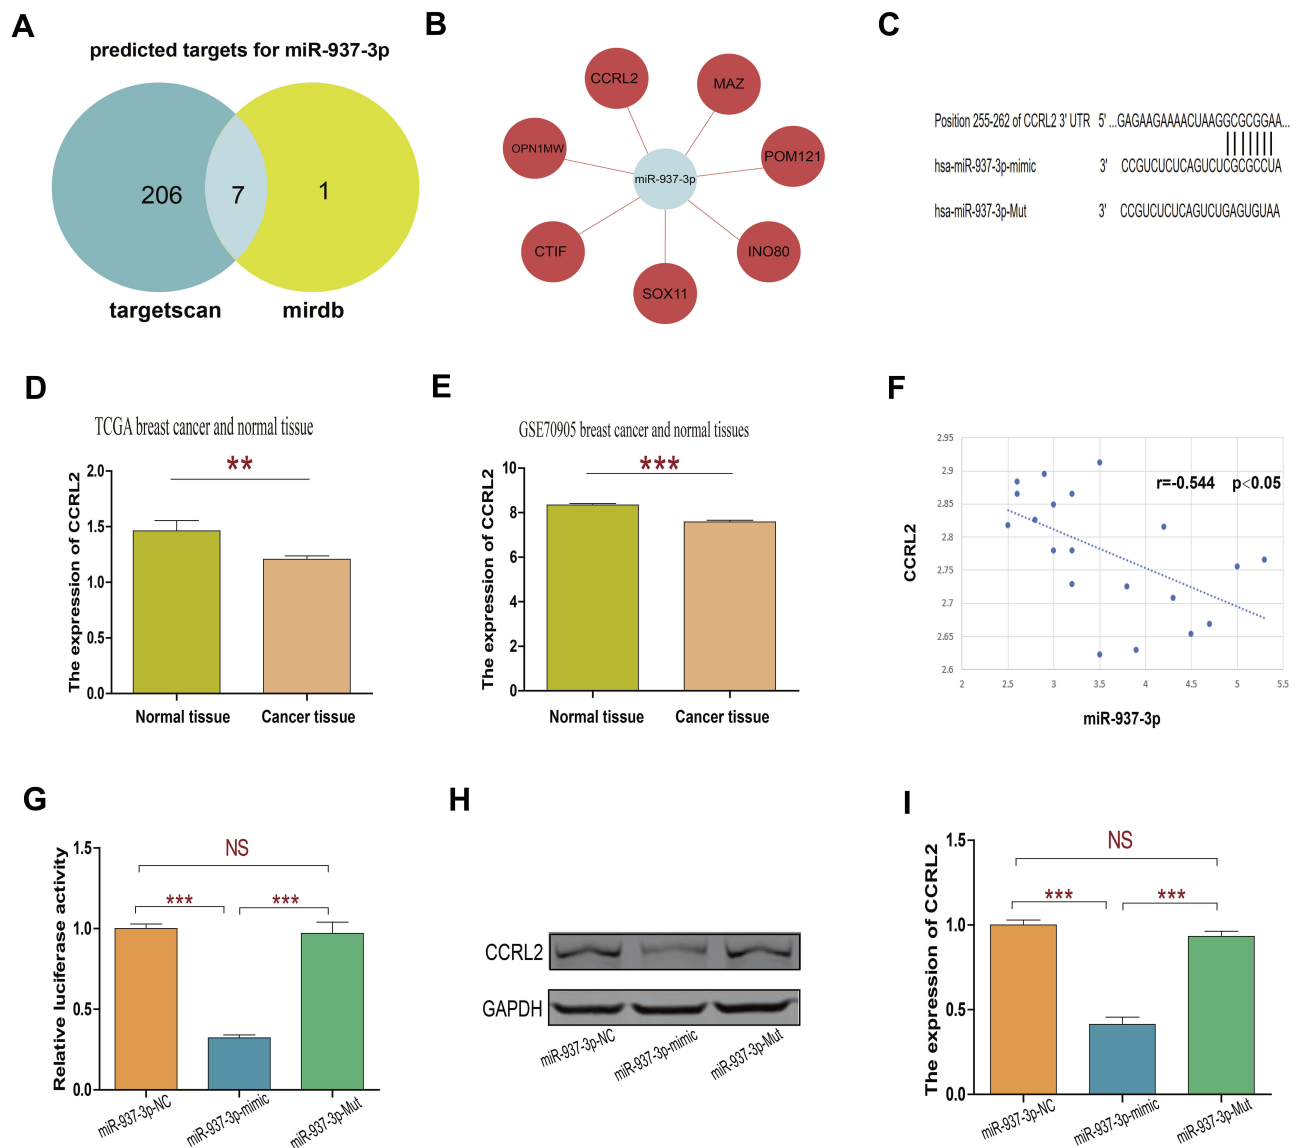 A
predicted targets for miR-937-3p
206
7
1
targetscan
mirdb
B
CCRL2
MAZ
OPN1MW
POM121
miR-937-3p
CTIF
INO80
SOX11
C
Position 255-262 of CCRL2 3' UTR 5' ...GAGAAGAAAACUAAGGCGCGGAA...
hsa-miR-937-3p-mimic 3' CCGUCUCUCAGUCUCGCGCCUA
hsa-miR-937-3p-Mut 3' CCGUCUCUCAGUCUGAGUGUAA
D
TCGA breast cancer and normal tissue
The expression of CCRL2
2.0
1.5
1.0
0.5
0.0
**
Normal tissue
Cancer tissue
E
GSE70905 breast cancer and normal tissues
The expression of CCRL2
10
8
6
4
2
0
***
Normal tissue
Cancer tissue
F
CCRL2
2.95
2.9
2.85
2.8
2.75
2.7
2.65
2.6
r=-0.544 p<0.05
2 2.5 3 3.5 4 4.5 5 5.5
miR-937-3p
G
Relative luciferase activity
1.5
1.0
0.5
0.0
NS
*** ***
miR-937-3p-NC
miR-937-3p-mimic
miR-937-3p-Mut
H
CCRL2
GAPDH
miR-937-3p-NC
miR-937-3p-mimic
miR-937-3p-Mut
I
The expression of CCRL2
1.5
1.0
0.5
0.0
NS
*** ***
miR-937-3p-NC
miR-937-3p-mimic
miR-937-3p-Mut